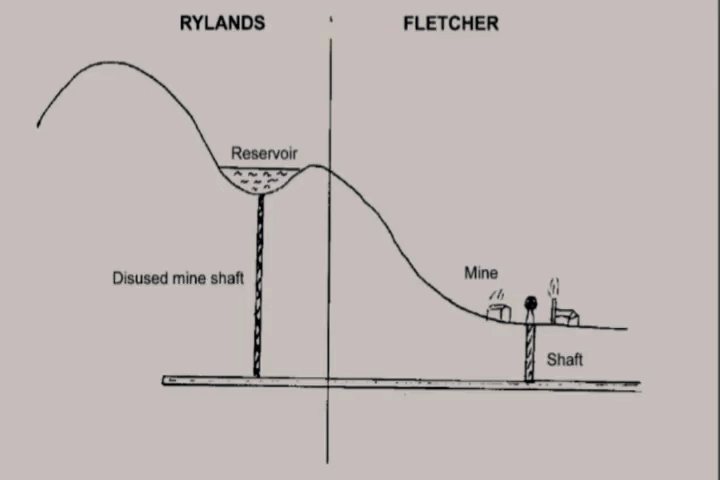 RYLANDS
FLETCHER
Reservoir
Disused mine shaft
Mine
Shaft